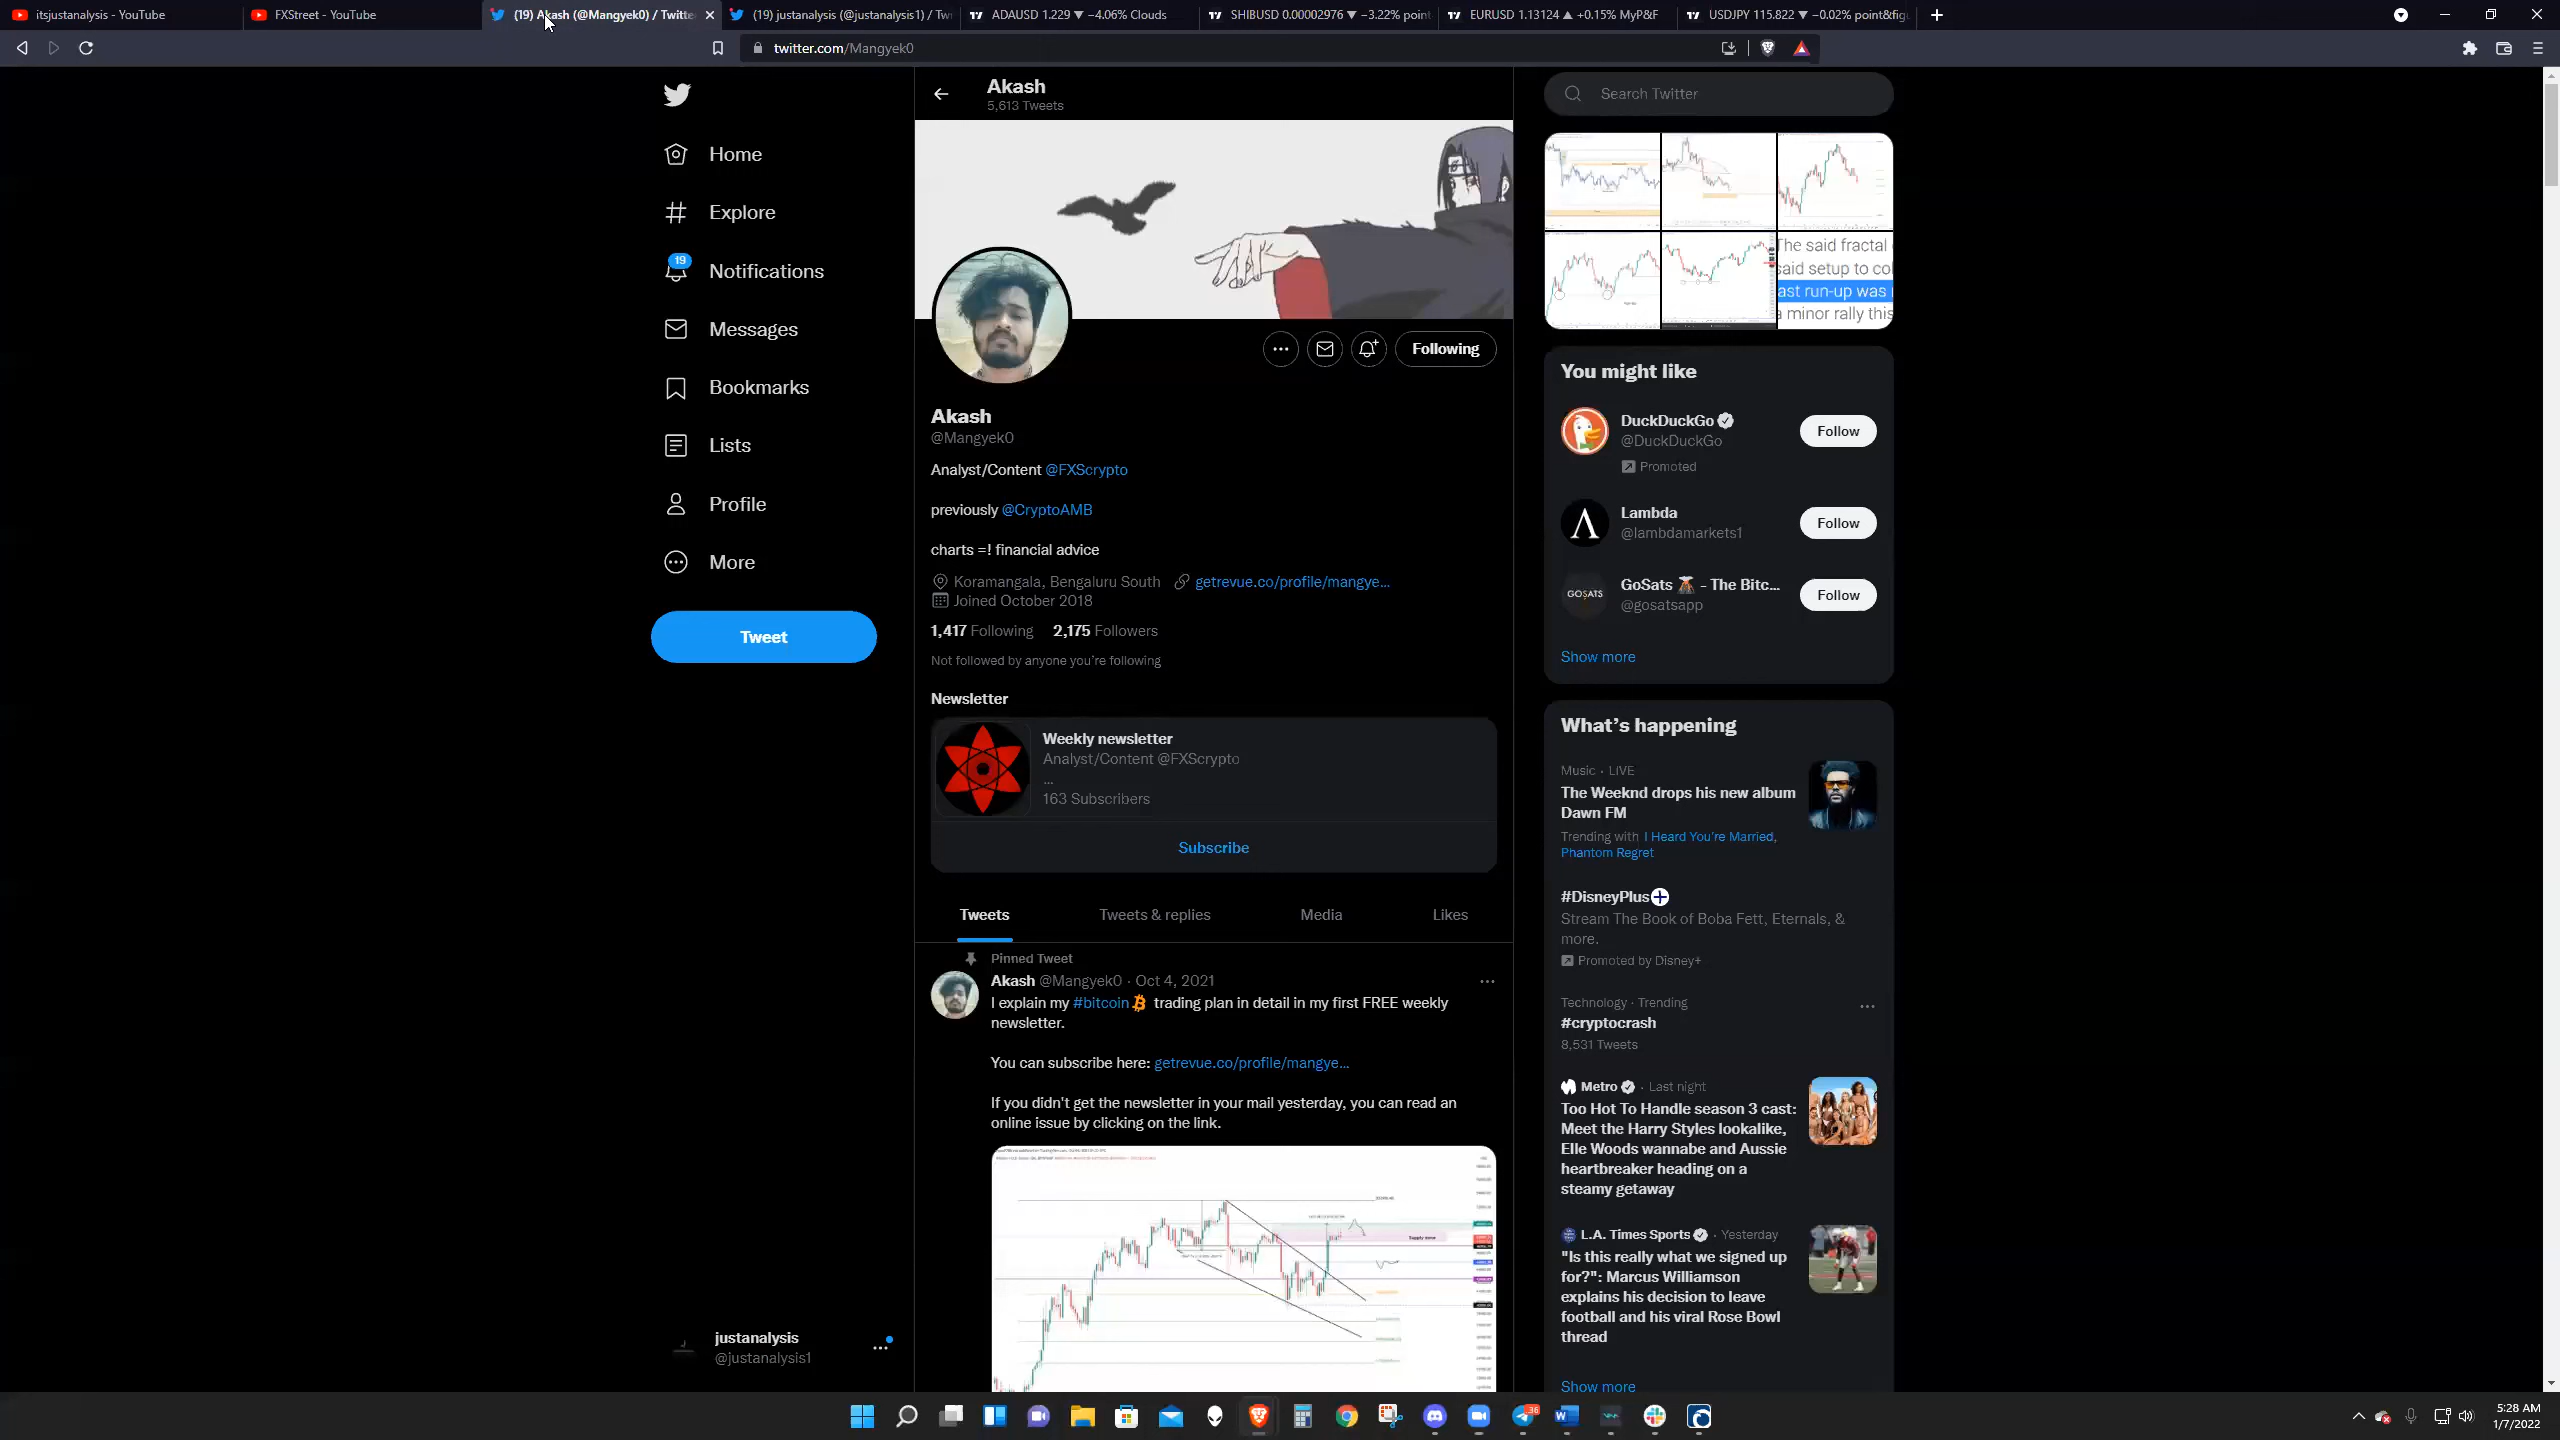 itsjustanalysis - YouTube
FXStreet - YouTube
(19) Akash (@Mangyek0) / Twitte
(19) justanalysis (@justanalysis1) / Tw
ADAUSD 1.229 ▼ −4.06% Clouds
SHIBUSD 0.00002976 ▼ −3.22% poin
EURUSD 1.13124 ▲ +0.15% MyP&F
USDJPY 115.822 ▼ −0.02% point&fig
twitter.com/Mangyek0
Akash
5,613 Tweets
Search Twitter
Home
Explore
19
Notifications
Messages
Bookmarks
Lists
Profile
More
Tweet
justanalysis
@justanalysis1
Following
Akash
@Mangyek0
Analyst/Content @FXScrypto
previously @CryptoAMB
charts =! financial advice
Koramangala, Bengaluru South getrevue.co/profile/mangye...
Joined October 2018
1,417 Following 2,175 Followers
Not followed by anyone you're following
Newsletter
Weekly newsletter
Analyst/Content @FXScrypto
...
163 Subscribers
Subscribe
Tweets Tweets & replies Media Likes
Pinned Tweet
Akash @Mangyek0 · Oct 4, 2021
I explain my #bitcoin trading plan in detail in my first FREE weekly
newsletter.
You can subscribe here: getrevue.co/profile/mangye...
If you didn't get the newsletter in your mail yesterday, you can read an
online issue by clicking on the link.
Supply zone
The said fractal
said setup to co
ast run-up was
a minor rally this
You might like
DuckDuckGo
@DuckDuckGo
Promoted
Follow
Lambda
@lambdamarkets1
Follow
GOSATS
GoSats - The Bitc...
@gosatsapp
Follow
Show more
What's happening
Music · LIVE
The Weeknd drops his new album
Dawn FM
Trending with I Heard You're Married,
Phantom Regret
#DisneyPlus
Stream The Book of Boba Fett, Eternals, &
more.
Promoted by Disney+
Technology · Trending
#cryptocrash
8,531 Tweets
Metro · Last night
Too Hot To Handle season 3 cast:
Meet the Harry Styles lookalike,
Elle Woods wannabe and Aussie
heartbreaker heading on a
steamy getaway
L.A. Times Sports · Yesterday
"Is this really what we signed up
for?": Marcus Williamson
explains his decision to leave
football and his viral Rose Bowl
thread
Show more
36
5:28 AM
1/7/2022